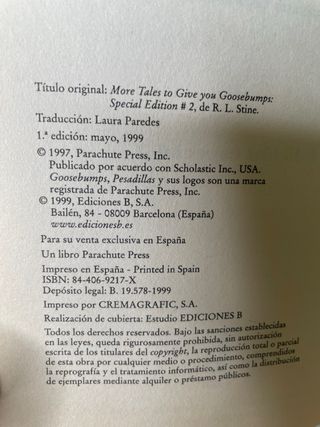 Título original: More Tales to Give you Goosebumps:
Special Edition # 2, de R. L. Stine.
Traducción: Laura Paredes
1.ª edición: mayo, 1999
© 1997, Parachute Press, Inc.
Publicado por acuerdo con Scholastic Inc., USA.
Goosebumps, Pesadillas y sus logos son una marca
registrada de Parachute Press, Inc.
© 1999, Ediciones B, S.A.
Bailén, 84 - 08009 Barcelona (España)
www.edicionesb.es
Para su venta exclusiva en España
Un libro Parachute Press
Impreso en España - Printed in Spain
ISBN: 84-406-9217-X
Depósito legal: B. 19.578-1999
Impreso por CREMAGRAFIC, S.A.
Realización de cubierta: Estudio EDICIONES B
Todos los derechos reservados. Bajo las sanciones establecidas
en las leyes, queda rigurosamente prohibida, sin autorización
escrita de los titulares del copyright, la reproducción total o parcial
de esta obra por cualquier medio o procedimiento, comprendidos
la reprografía y el tratamiento informático, así como la distribución
de ejemplares mediante alquiler o préstamo públicos.